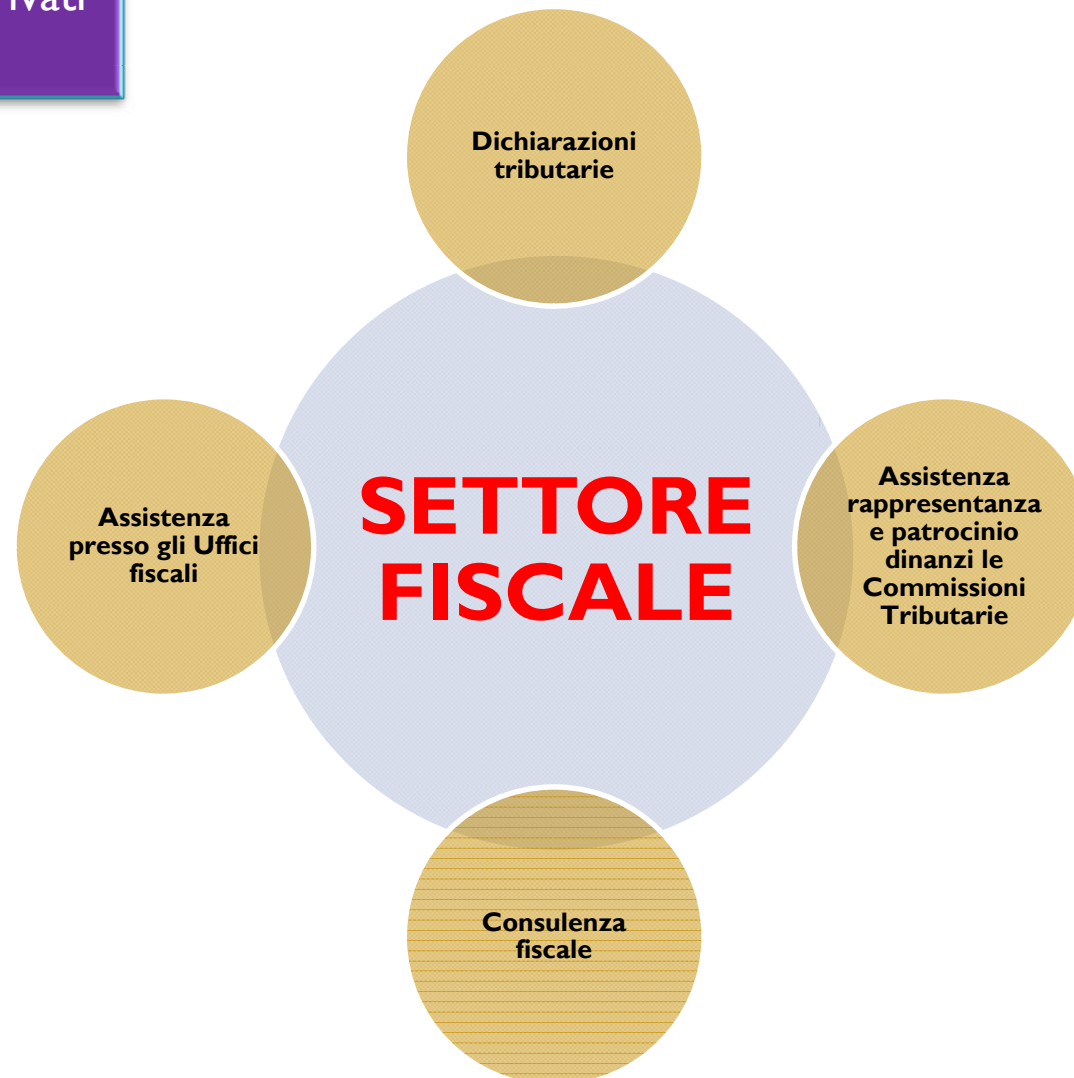 Dichiarazioni
tributarie
Assistenza
presso gli Uffici
fiscali
SETTORE
FISCALE
Assistenza
rappresentanza
e patrocinio
dinanzi le
Commissioni
Tributarie
Consulenza
fiscale